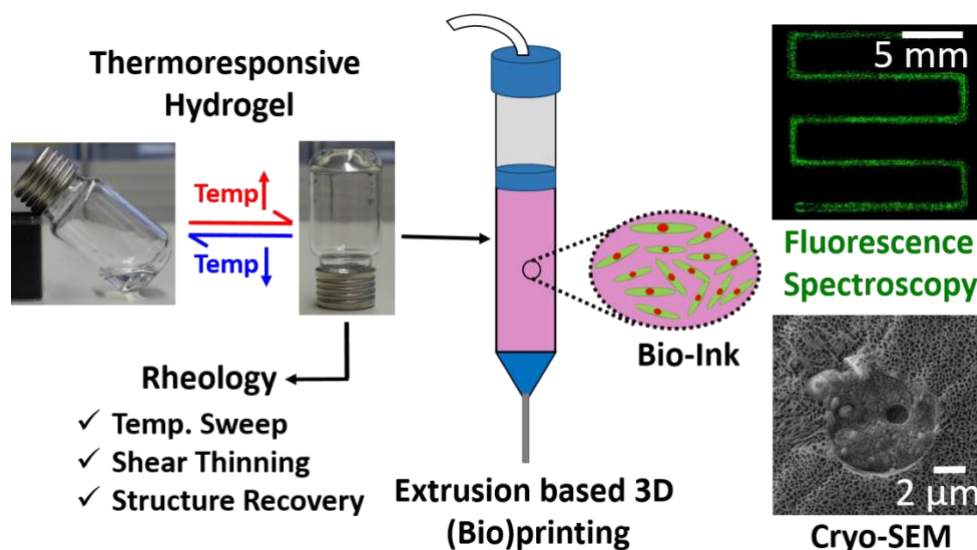 Thermoresponsive
Hydrogel
Temp
Temp
Rheology
✓ Temp. Sweep
✓ Shear Thinning
✓ Structure Recovery
Extrusion based 3D
(Bio)printing
Bio-Ink
5 mm
Fluorescence
Spectroscopy
2 µm
Cryo-SEM